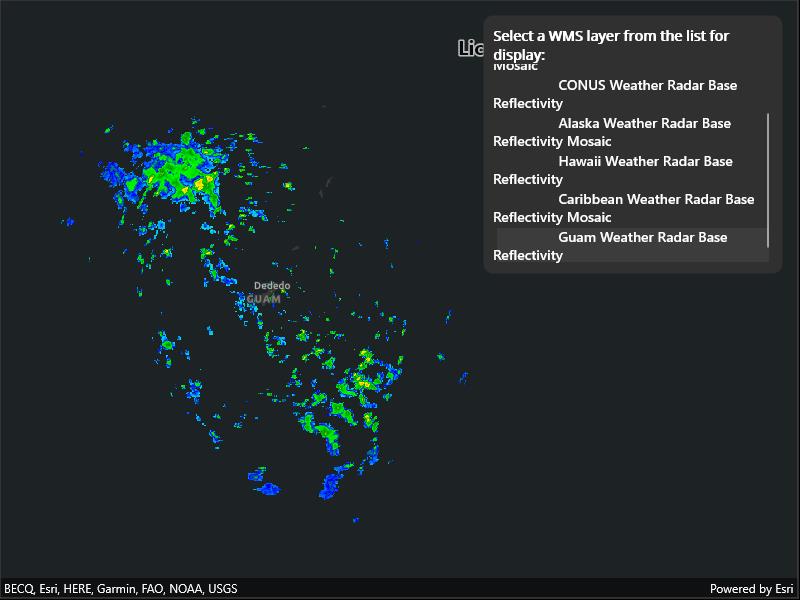 Select a WMS layer from the list for
display:
Mosaic
CONUS Weather Radar Base
Reflectivity
Alaska Weather Radar Base
Reflectivity Mosaic
Hawaii Weather Radar Base
Reflectivity
Caribbean Weather Radar Base
Reflectivity Mosaic
Guam Weather Radar Base
Reflectivity
Dededo
GUAM
BECQ, Esri, HERE, Garmin, FAO, NOAA, USGS
Powered by Esri